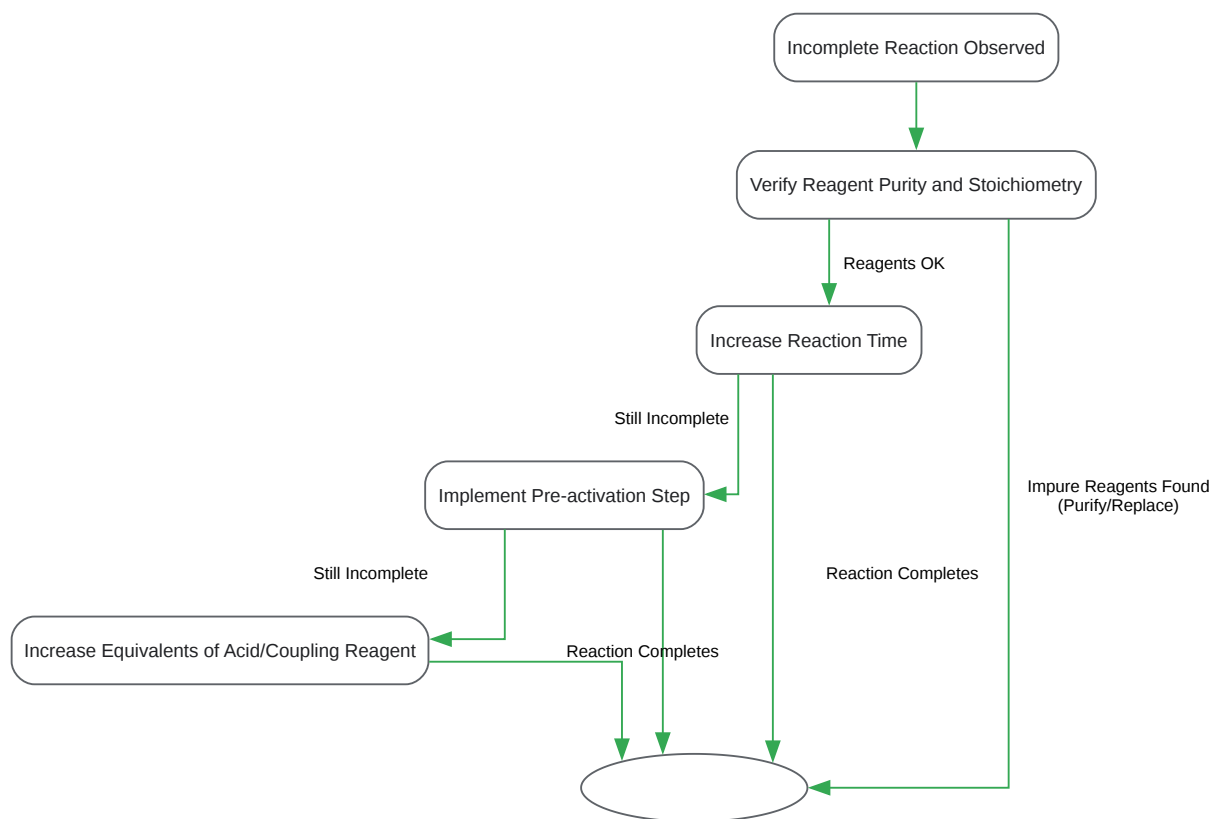 Incomplete Reaction Observed
Verify Reagent Purity and Stoichiometry
Reagents OK
Increase Reaction Time
Still Incomplete
Implement Pre-activation Step
Impure Reagents Found
(Purify/Replace)
Still Incomplete
Reaction Completes
Increase Equivalents of Acid/Coupling Reagent
Reaction Completes